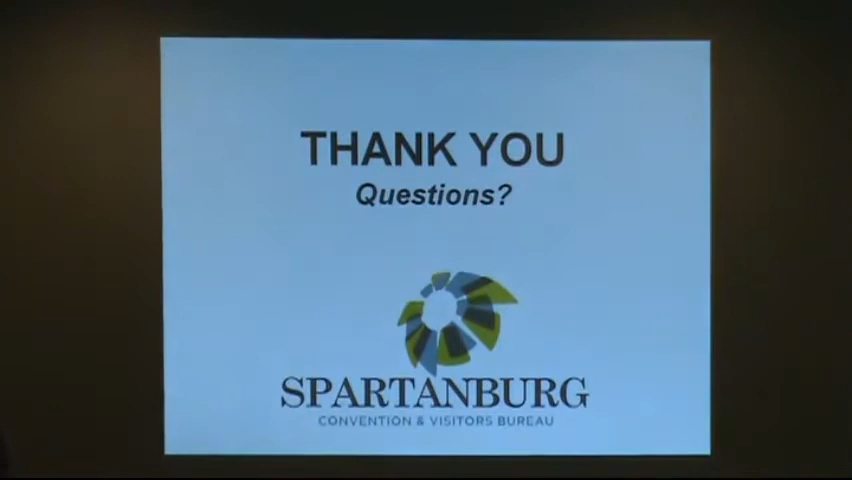 THANK YOU
Questions?
SPARTANBURG
CONVENTION & VISITORS BUREAU